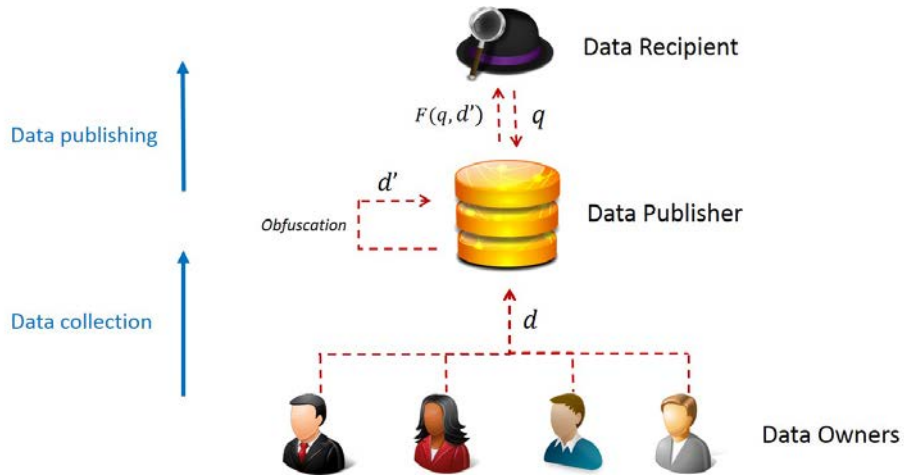 Data Recipient
F(q, d’)
q
Data publishing
d’
Obfuscation
Data Publisher
Data collection
d
Data Owners